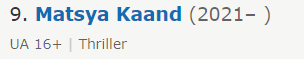 9. Matsya Kaand (2021– )
UA 16+ | Thriller